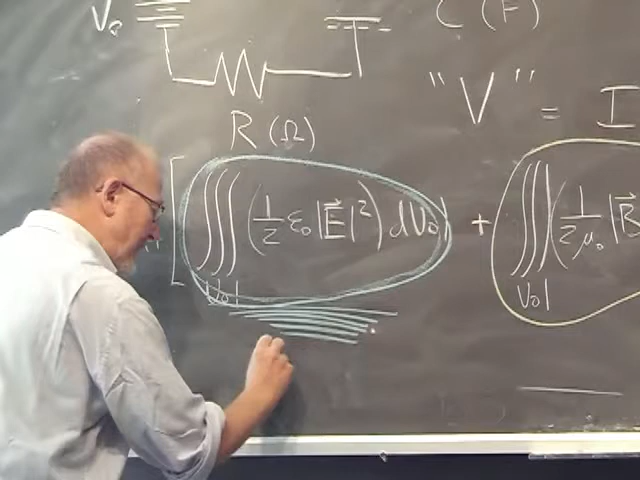 V₀
C (F)
"V" = I
R (Ω)
[ ∭ ( 1/2 ε₀ |E⃗|² ) dVol + ∭ ( 1/2μ₀ |B⃗
Vol
Vol